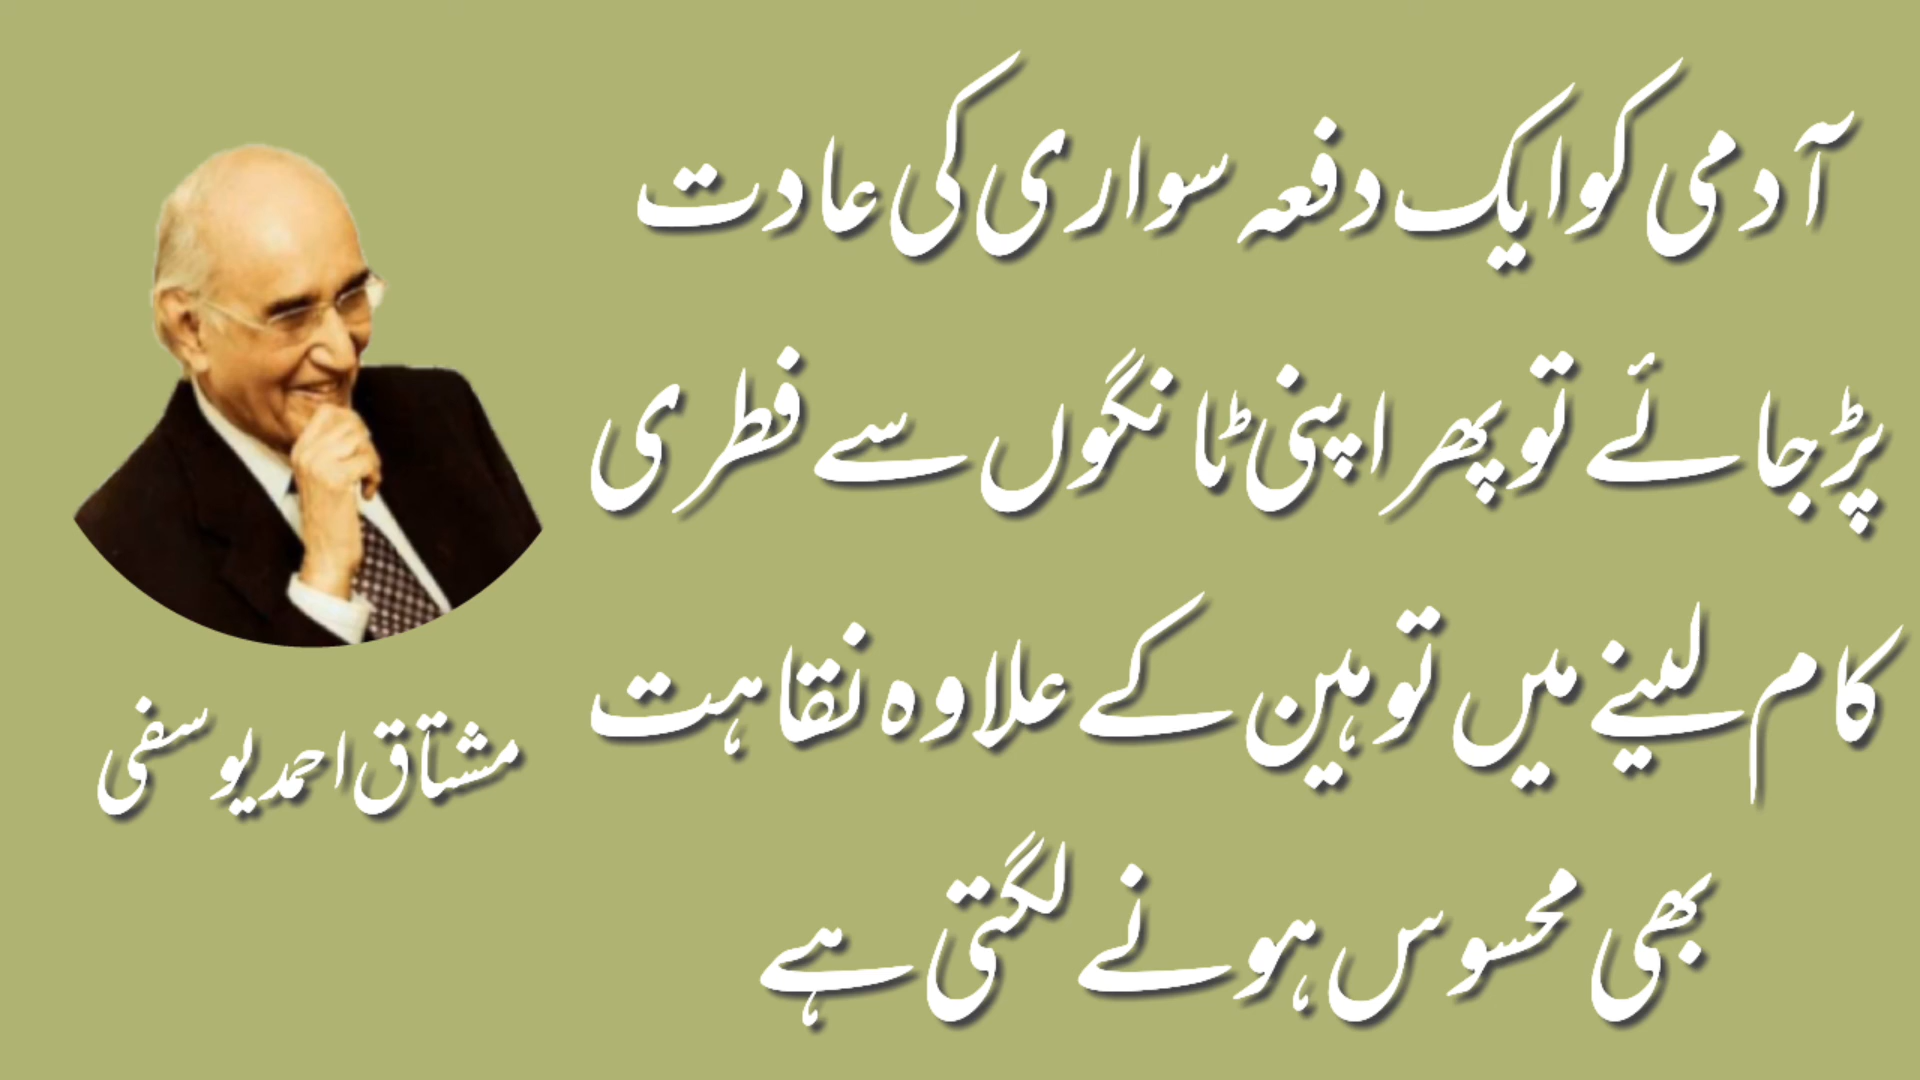 آدمی کو ایک دفعہ سواری کی عادت
پڑ جائے تو پھر اپنی ٹانگوں سے فطری
کام لینے میں توہین کے علاوہ نقاہت
بھی محسوس ہونے لگتی ہے
مشتاق احمد یوسفی